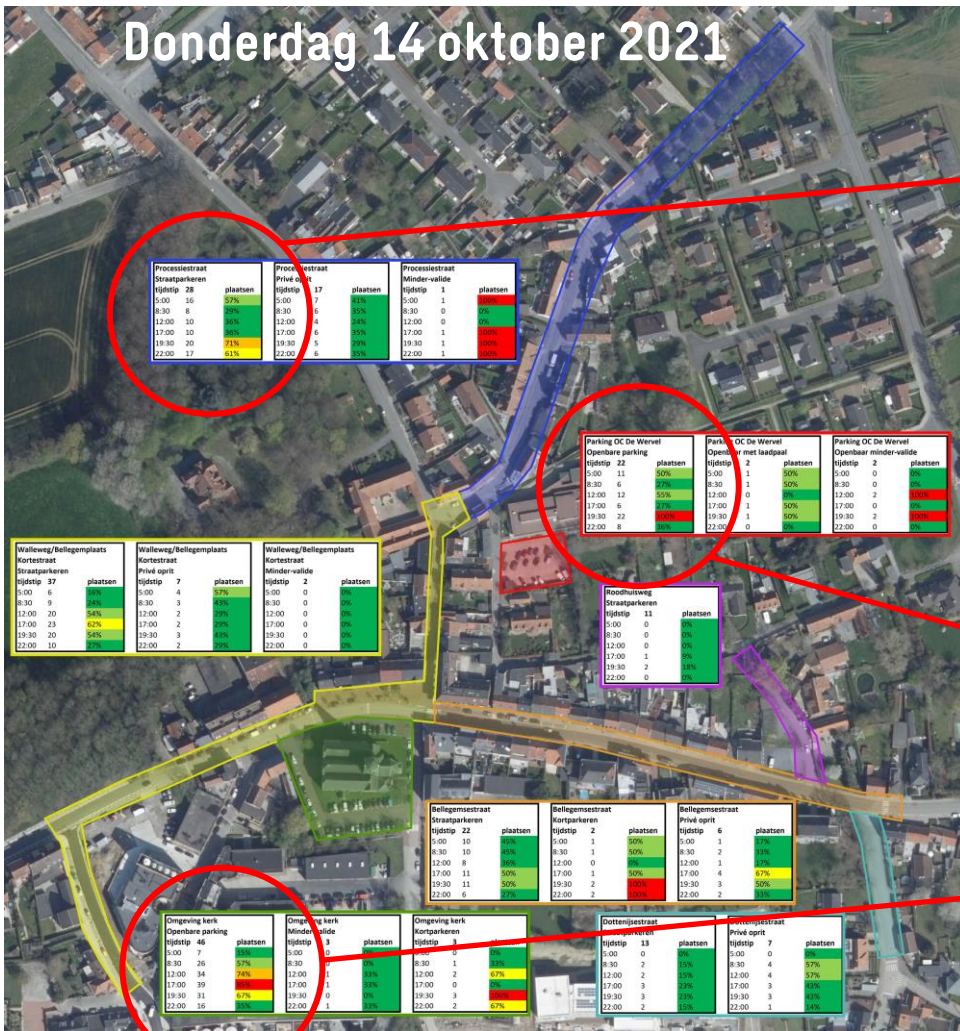 Donderdag 14 oktober 2021
Processiestraat
Straatparkeren
tijdstip 28 plaatsen
5:00 16 57%
8:30 8 29%
12:00 10 36%
17:00 10 36%
19:30 20 71%
22:00 17 61%
Processiestraat
Privé oprit
tijdstip 17 plaatsen
5:00 7 41%
8:30 6 35%
12:00 4 24%
17:00 6 35%
19:30 5 29%
22:00 6 35%
Processiestraat
Minder-valide
tijdstip 1 plaatsen
5:00 1 100%
8:30 0 0%
12:00 0 0%
17:00 1 100%
19:30 1 100%
22:00 1 100%
Parking OC De Wervel
Openbare parking
tijdstip 22 plaatsen
5:00 11 50%
8:30 6 27%
12:00 12 55%
17:00 6 27%
19:30 22 100%
22:00 8 36%
Parking OC De Wervel
Openbaar met laadpaal
tijdstip 2 plaatsen
5:00 1 50%
8:30 1 50%
12:00 0 0%
17:00 1 50%
19:30 1 50%
22:00 0 0%
Parking OC De Wervel
Openbaar minder-valide
tijdstip 2 plaatsen
5:00 0 0%
8:30 0 0%
12:00 2 100%
17:00 0 0%
19:30 2 100%
22:00 0 0%
Walleweg/Bellegemplaats
Kortestraat
Straatparkeren
tijdstip 37 plaatsen
5:00 6 16%
8:30 9 24%
12:00 20 54%
17:00 23 62%
19:30 20 54%
22:00 10 27%
Walleweg/Bellegemplaats
Kortestraat
Privé oprit
tijdstip 7 plaatsen
5:00 4 57%
8:30 3 43%
12:00 2 29%
17:00 2 29%
19:30 3 43%
22:00 2 29%
Walleweg/Bellegemplaats
Kortestraat
Minder-valide
tijdstip 2 plaatsen
5:00 0 0%
8:30 0 0%
12:00 0 0%
17:00 0 0%
19:30 0 0%
22:00 0 0%
Roodhuisweg
Straatparkeren
tijdstip 11 plaatsen
5:00 0 0%
8:30 0 0%
12:00 0 0%
17:00 1 9%
19:30 2 18%
22:00 0 0%
Bellegemsestraat
Straatparkeren
tijdstip 22 plaatsen
5:00 10 45%
8:30 10 45%
12:00 8 36%
17:00 11 50%
19:30 11 50%
22:00 6 27%
Bellegemsestraat
Kortparkeren
tijdstip 2 plaatsen
5:00 1 50%
8:30 1 50%
12:00 0 0%
17:00 1 50%
19:30 2 100%
22:00 2 100%
Bellegemsestraat
Privé oprit
tijdstip 6 plaatsen
5:00 1 17%
8:30 2 33%
12:00 1 17%
17:00 4 67%
19:30 3 50%
22:00 2 33%
Omgeving kerk
Openbare parking
tijdstip 46 plaatsen
5:00 7 15%
8:30 26 57%
12:00 34 74%
17:00 39 85%
19:30 31 67%
22:00 16 35%
Omgeving kerk
Minder-valide
tijdstip 3 plaatsen
5:00 0 0%
8:30 0 0%
12:00 1 33%
17:00 1 33%
19:30 0 0%
22:00 1 33%
Omgeving kerk
Kortparkeren
tijdstip 3 plaatsen
5:00 0 0%
8:30 1 33%
12:00 2 67%
17:00 0 0%
19:30 3 100%
22:00 2 67%
Dottenijsestraat
Straatparkeren
tijdstip 13 plaatsen
5:00 0 0%
8:30 2 15%
12:00 2 15%
17:00 3 23%
19:30 3 23%
22:00 2 15%
Dottenijsestraat
Privé oprit
tijdstip 7 plaatsen
0 0%
8:30 4 57%
12:00 4 57%
17:00 3 43%
19:30 3 43%
22:00 1 14%